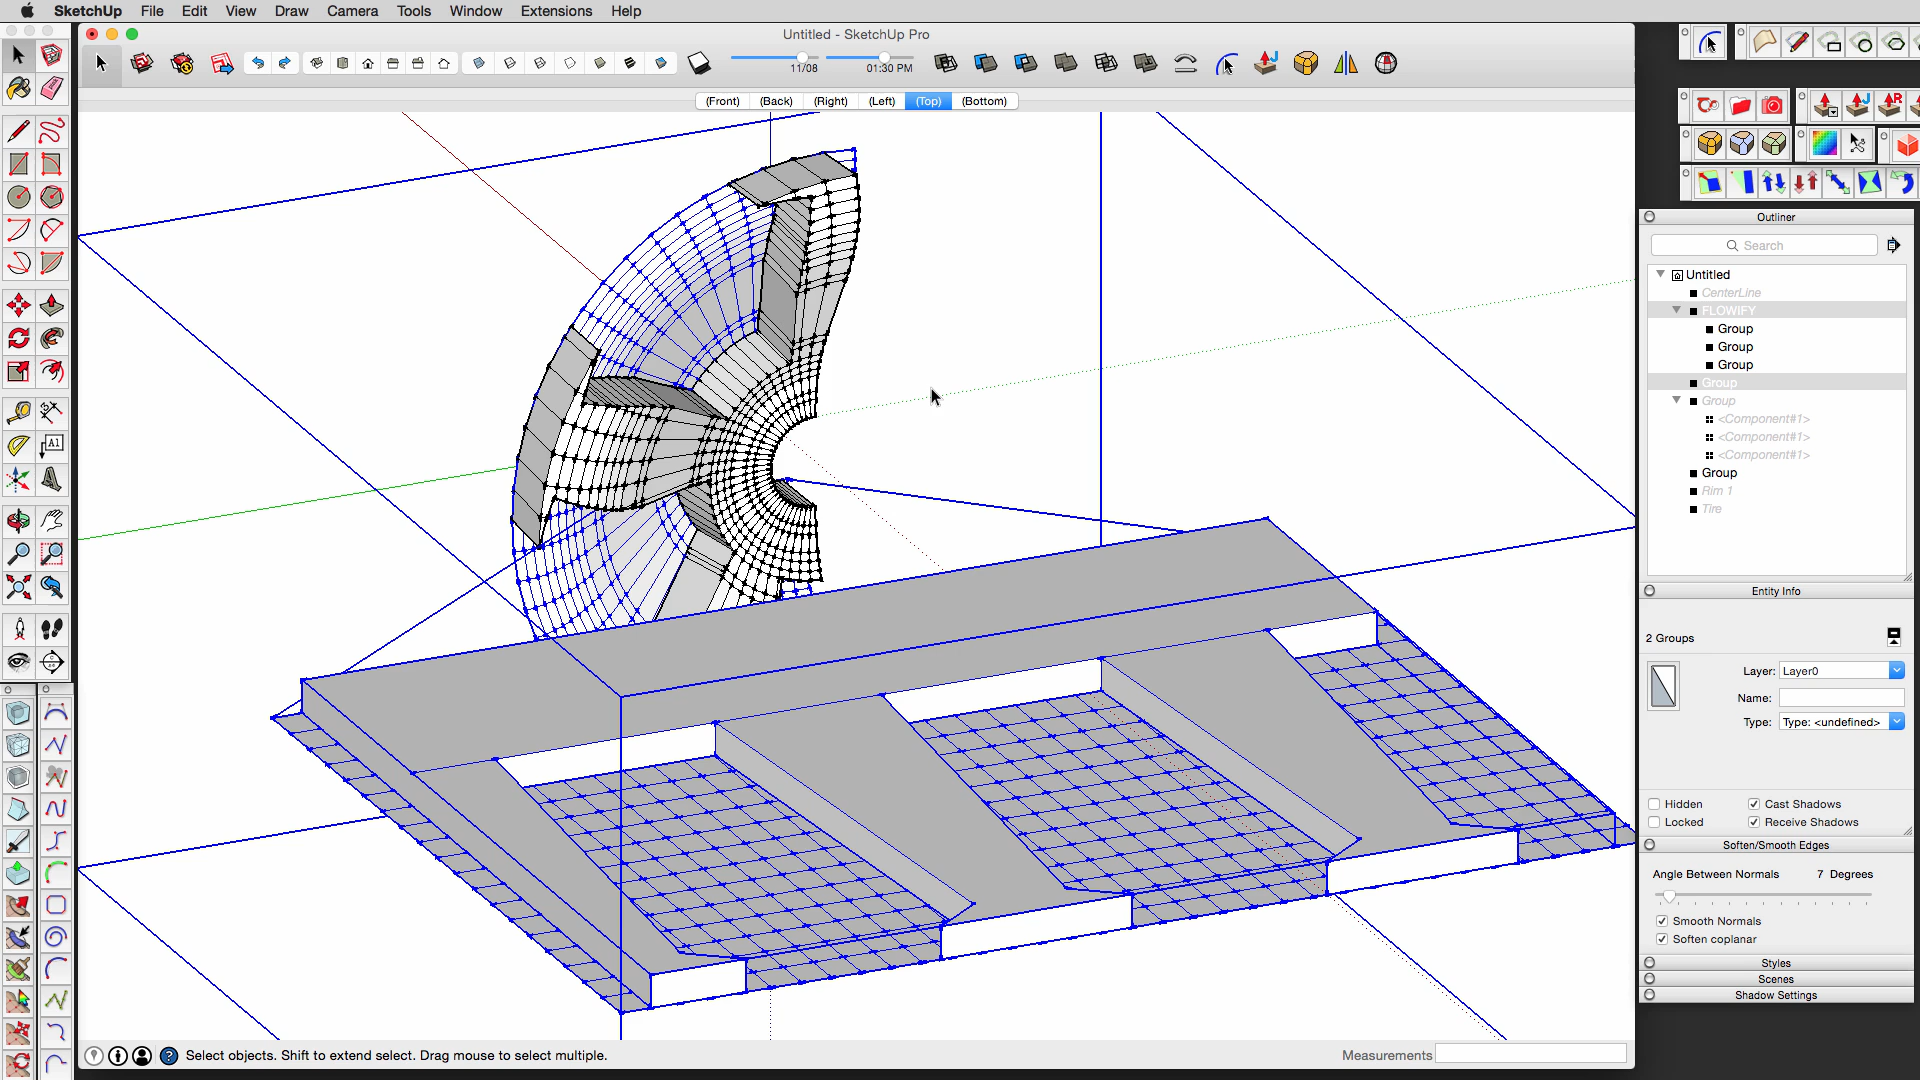 SketchUp File Edit View Draw Camera Tools Window Extensions Help
Untitled - SketchUp Pro
11/08 01:30 PM
(Front) (Back) (Right) (Left) (Top) (Bottom)
A1
J R
Outliner
Search
Untitled
CenterLine
FLOWIFY
Group
Group
Group
Group
Group
<Component#1>
<Component#1>
<Component#1>
Group
Rim 1
Tire
Entity Info
2 Groups
Layer: Layer0
Name:
Type: Type: <undefined>
Hidden Cast Shadows
Locked Receive Shadows
Soften/Smooth Edges
Angle Between Normals 7 Degrees
Smooth Normals
Soften coplanar
Styles
Scenes
Shadow Settings
Select objects. Shift to extend select. Drag mouse to select multiple. Measurements